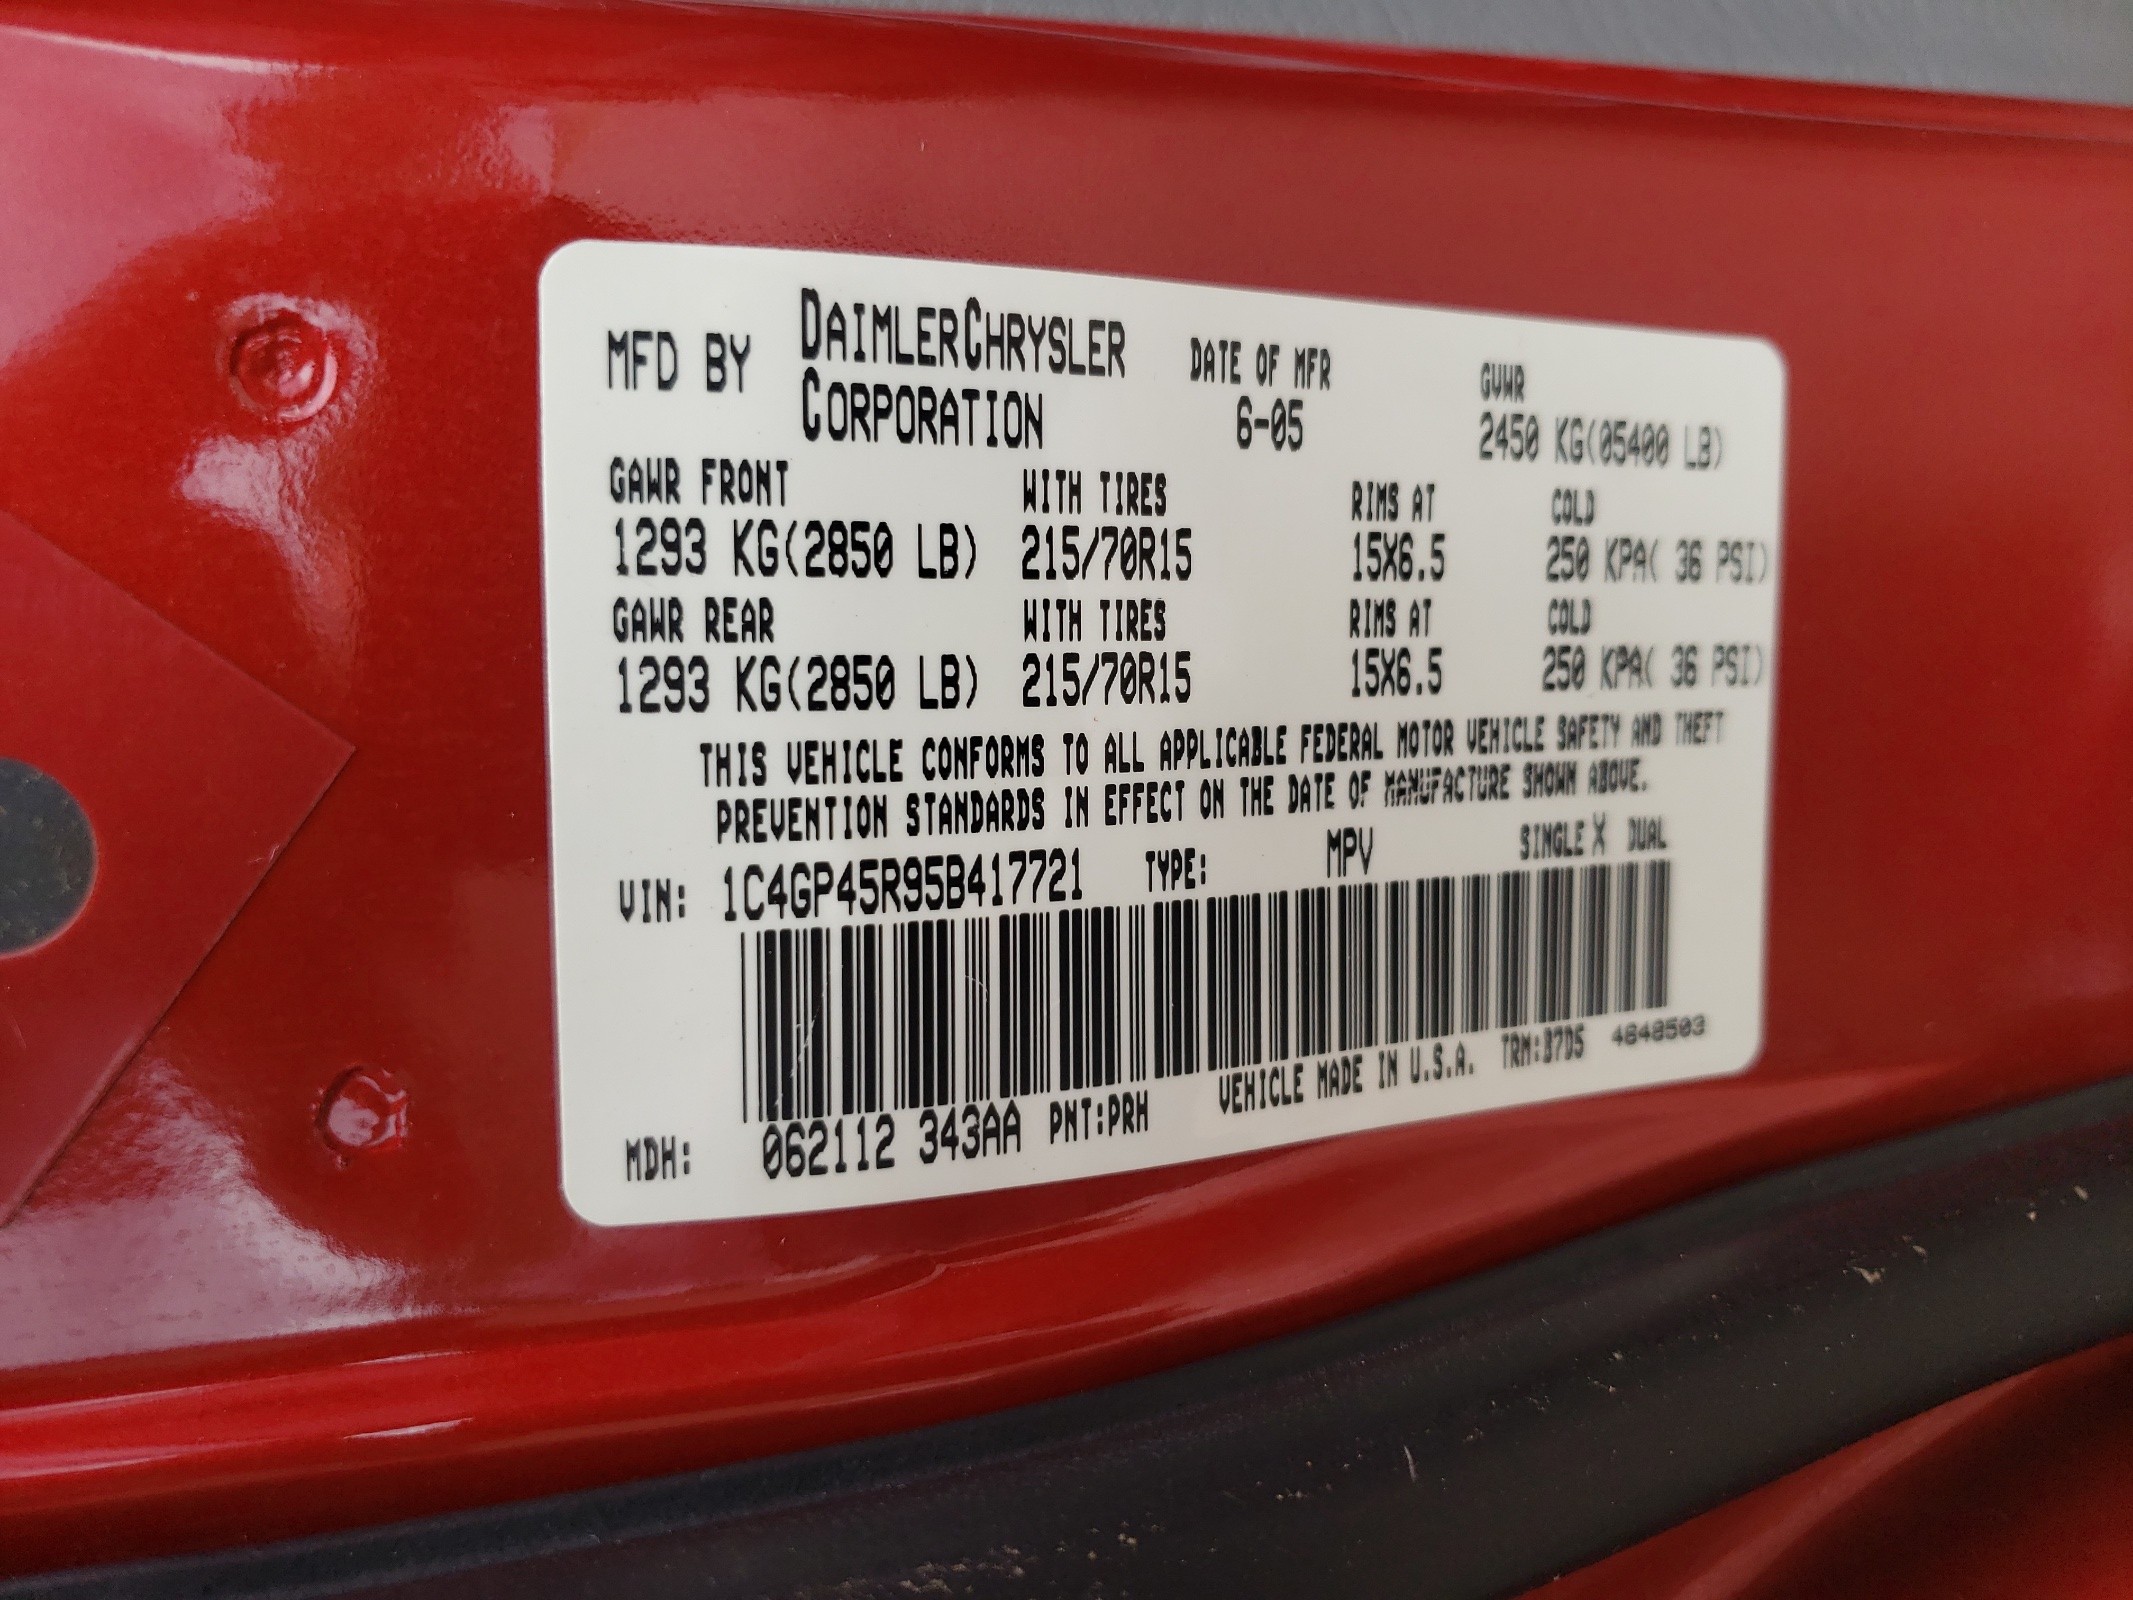 MFD BY DAIMLERCHRYSLER CORPORATION DATE OF MFR 6-05 GVWR 2450 KG(05400 LB)
GAWR FRONT WITH TIRES RIMS AT COLD
1293 KG(2850 LB) 215/70R15 15X6.5 250 KPA( 36 PSI)
GAWR REAR WITH TIRES RIMS AT COLD
1293 KG(2850 LB) 215/70R15 15X6.5 250 KPA( 36 PSI)
THIS VEHICLE CONFORMS TO ALL APPLICABLE FEDERAL MOTOR VEHICLE SAFETY AND THEFT
PREVENTION STANDARDS IN EFFECT ON THE DATE OF MANUFACTURE SHOWN ABOVE.
VIN: 1C4GP45R95B417721 TYPE: MPV SINGLE X DUAL
MDH: 062112 343AA PNT:PRH VEHICLE MADE IN U.S.A. TRM:B7D5 4848503